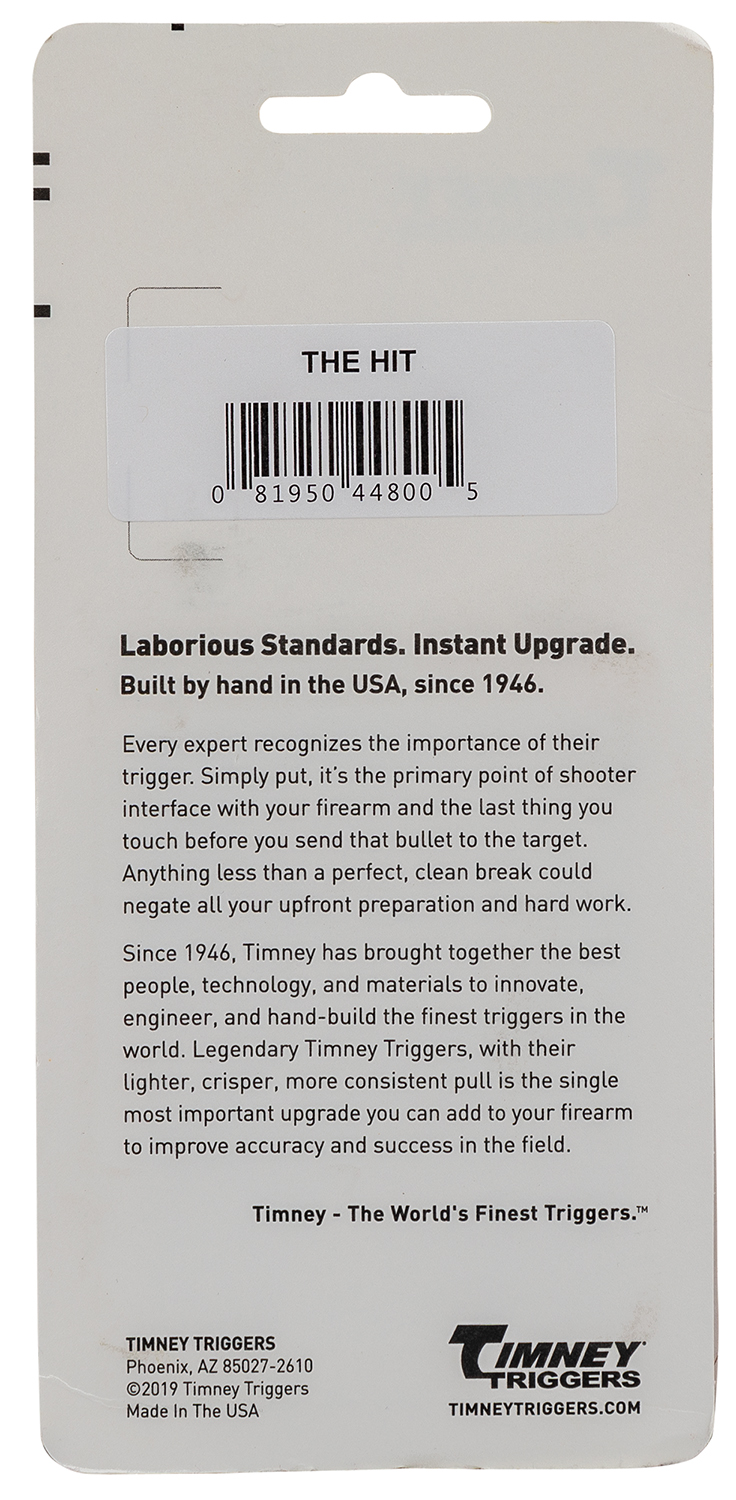 THE HIT
0 81950 44800 5
Laborious Standards. Instant Upgrade.
Built by hand in the USA, since 1946.
Every expert recognizes the importance of their
trigger. Simply put, it's the primary point of shooter
interface with your firearm and the last thing you
touch before you send that bullet to the target.
Anything less than a perfect, clean break could
negate all your upfront preparation and hard work.
Since 1946, Timney has brought together the best
people, technology, and materials to innovate,
engineer, and hand-build the finest triggers in the
world. Legendary Timney Triggers, with their
lighter, crisper, more consistent pull is the single
most important upgrade you can add to your firearm
to improve accuracy and success in the field.
Timney - The World's Finest Triggers.™
TIMNEY TRIGGERS
Phoenix, AZ 85027-2610
©2019 Timney Triggers
Made In The USA
TIMNEY
TRIGGERS
TIMNEYTRIGGERS.COM